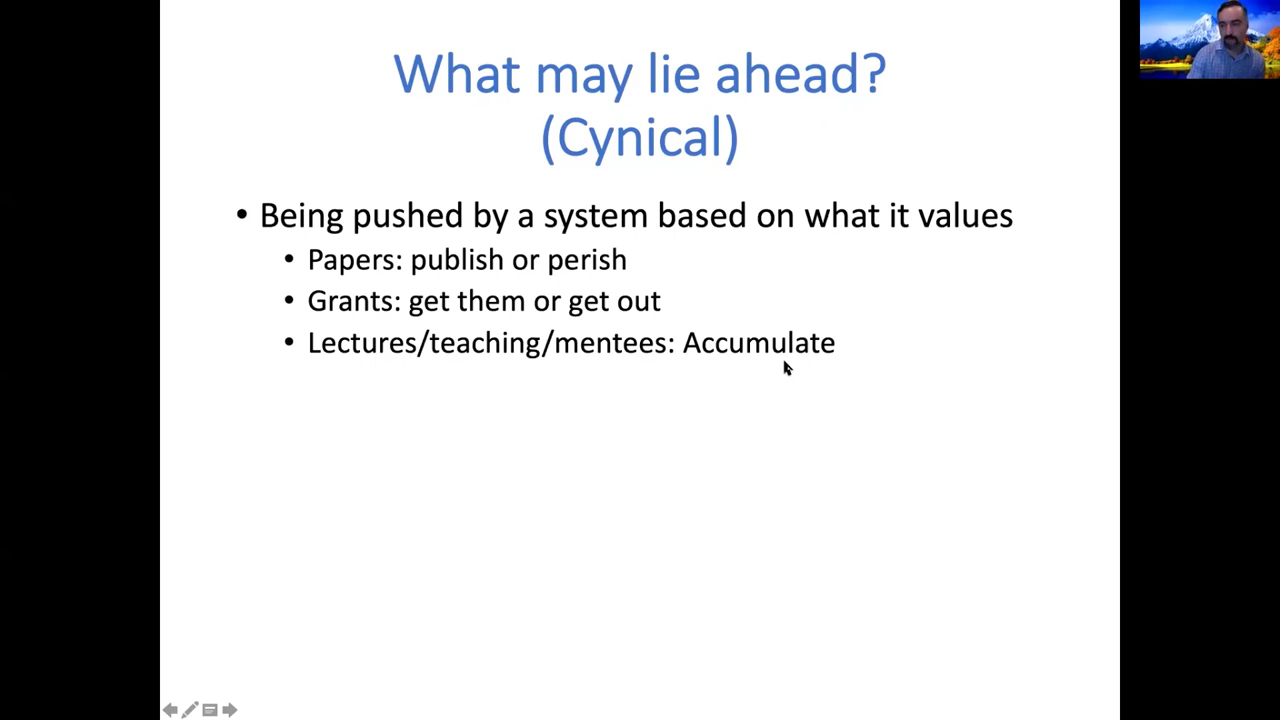 What may lie ahead?
(Cynical)
• Being pushed by a system based on what it values
• Papers: publish or perish
• Grants: get them or get out
• Lectures/teaching/mentees: Accumulate